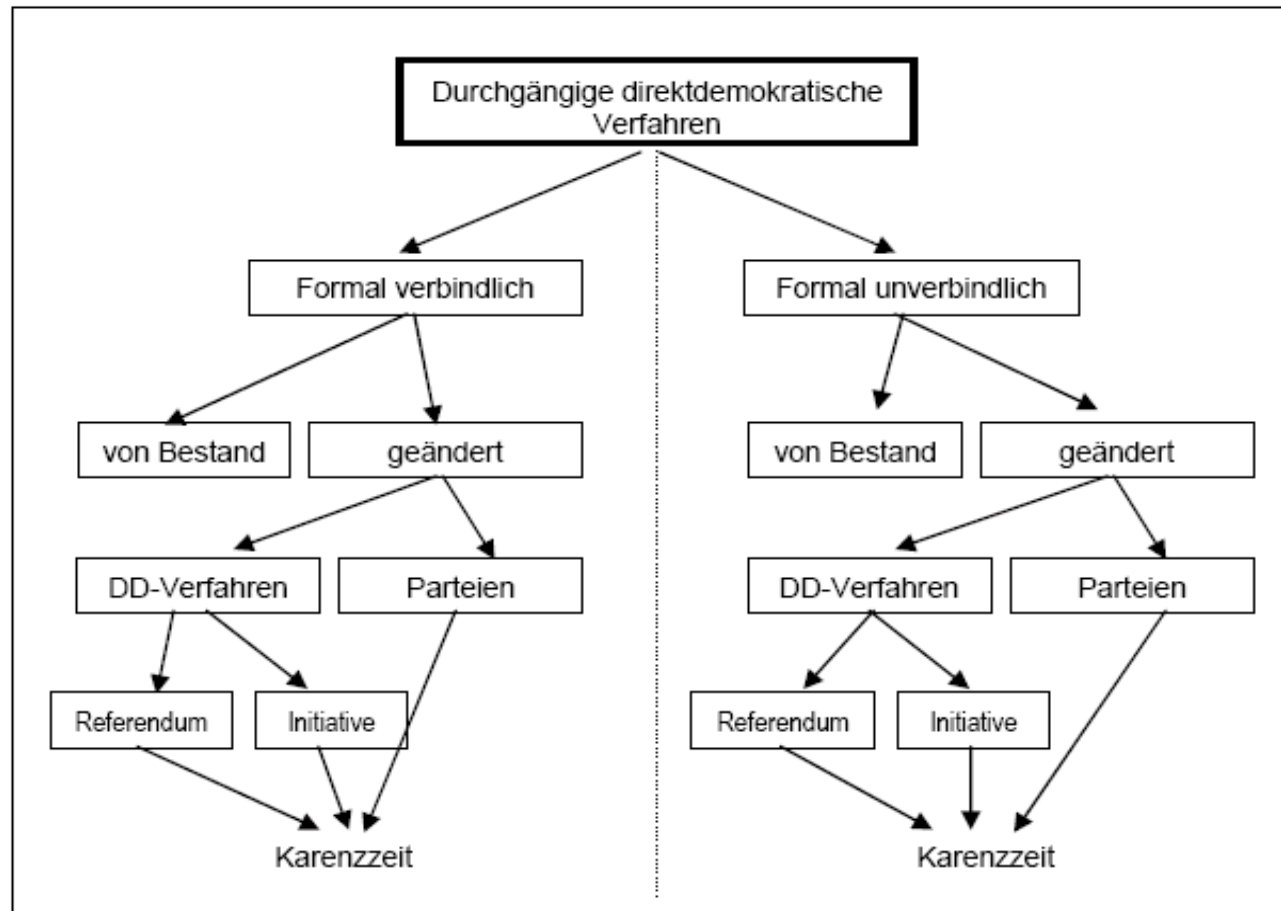 Durchgängige direktdemokratische
Verfahren
Formal verbindlich
Formal unverbindlich
von Bestand
geändert
von Bestand
geändert
DD-Verfahren
Parteien
DD-Verfahren
Parteien
Referendum
Initiative
Referendum
Initiative
Karenzzeit
Karenzzeit